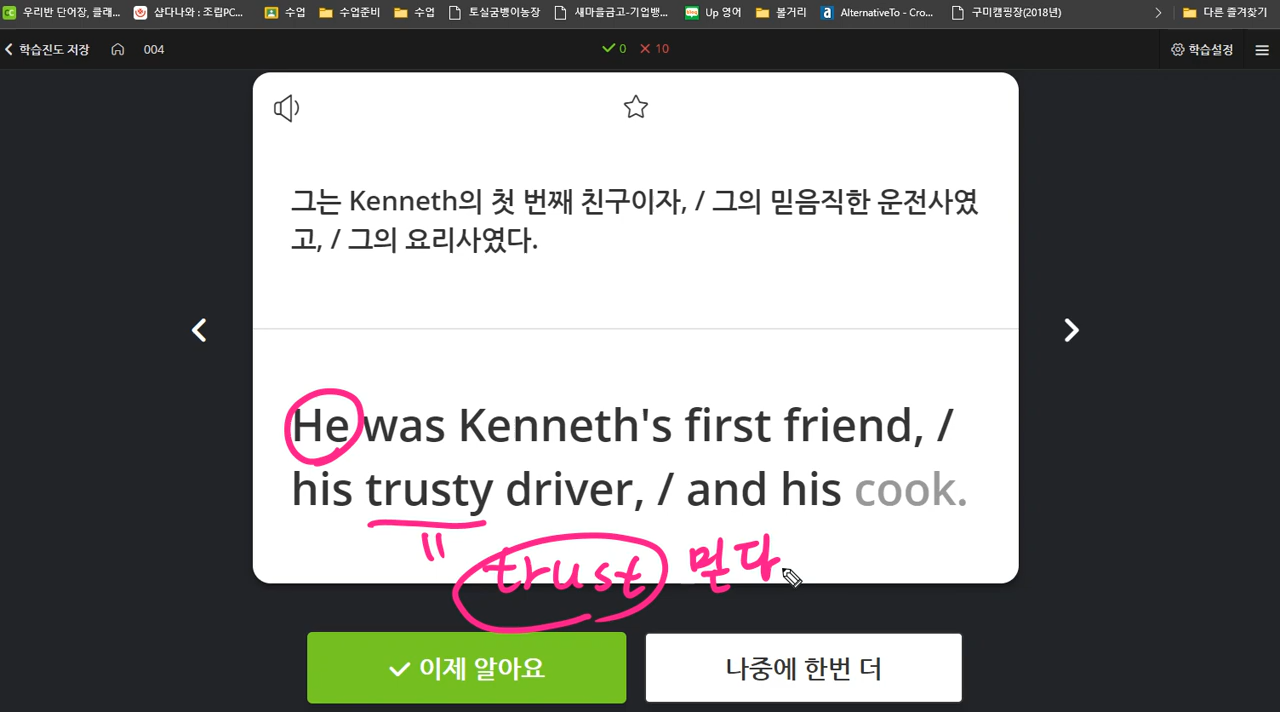 우리반 단어장, 클래... 샵다나와 : 조립PC... 수업 수업준비 수업 토실굼벵이농장 새마을금고-기업뱅... Up 영어 볼거리 AlternativeTo - Cro... 구미캠핑장(2018년) 다른 즐겨찾기
학습진도 저장 004 0 10 학습설정
그는 Kenneth의 첫 번째 친구이자, / 그의 믿음직한 운전사였
고, / 그의 요리사였다.
He was Kenneth's first friend, /
his trusty driver, / and his cook.
= trust 믿다
이제 알아요 나중에 한번 더